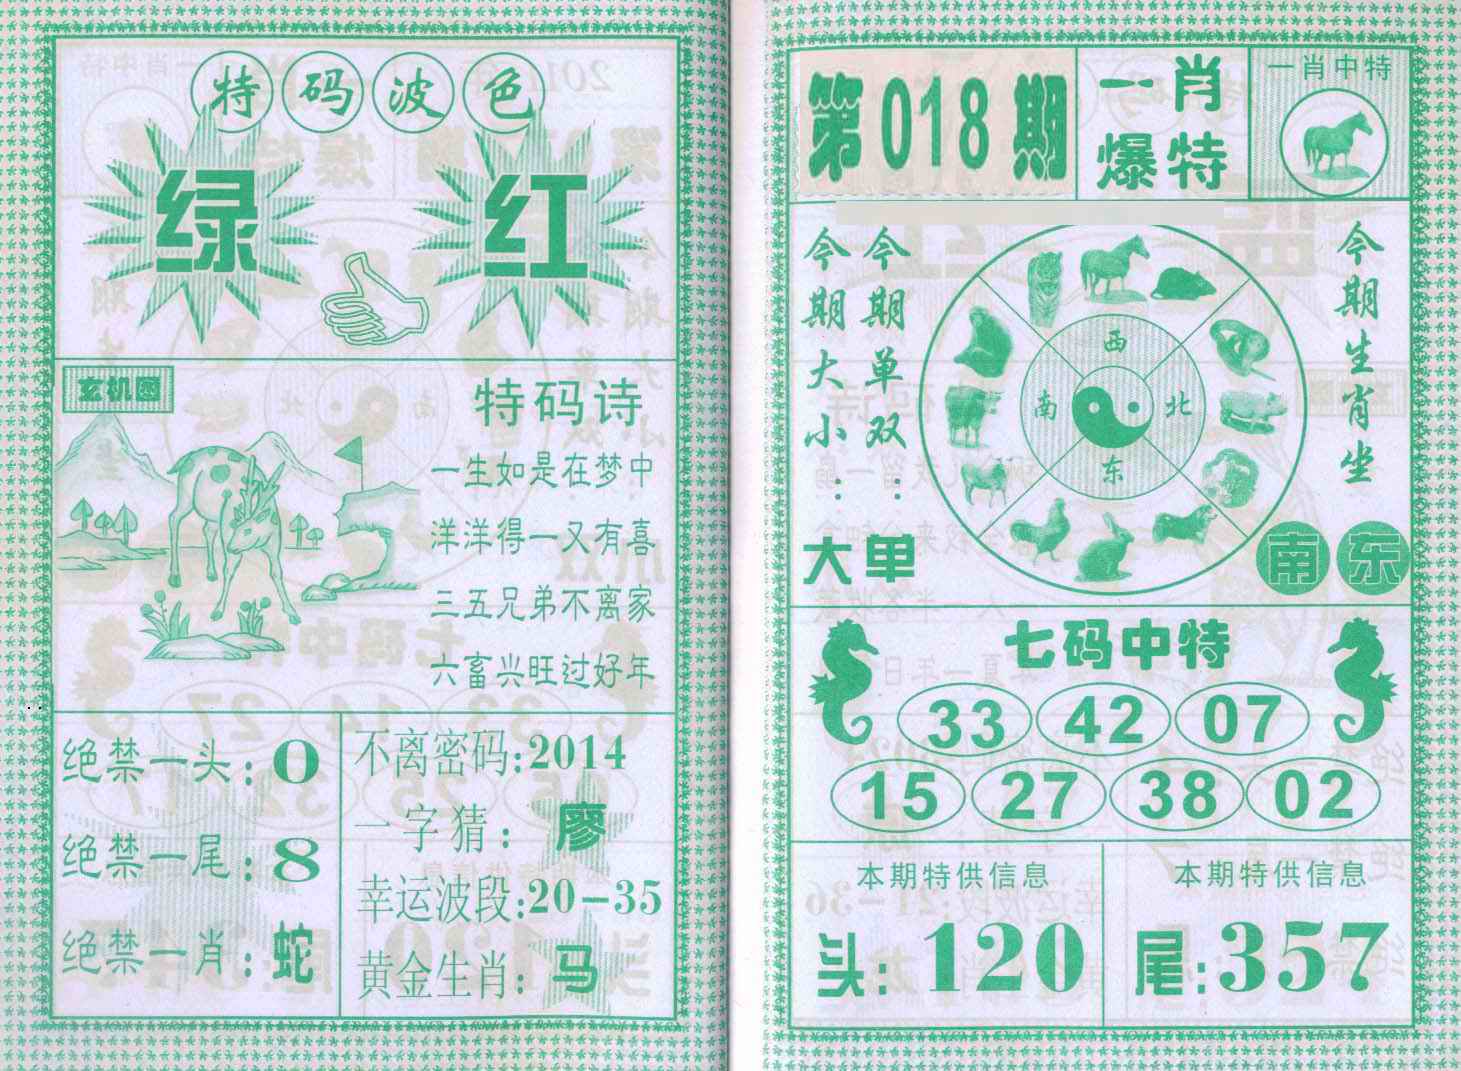 特码波色
绿 红
玄机图
特码诗
一生如是在梦中
洋洋得一又有喜
三五兄弟不离家
六畜兴旺过好年
绝禁一头:0
绝禁一尾:8
绝禁一肖:蛇
不离密码:2014
一字猜:廖
幸运波段:20-35
黄金生肖:马
第018期
一肖
爆特
一肖中特
今期大小:大
今期单双:单
西
南 北
东
今期生肖坐
南东
七码中特
33 42 07
15 27 38 02
本期特供信息
头:120
本期特供信息
尾:357